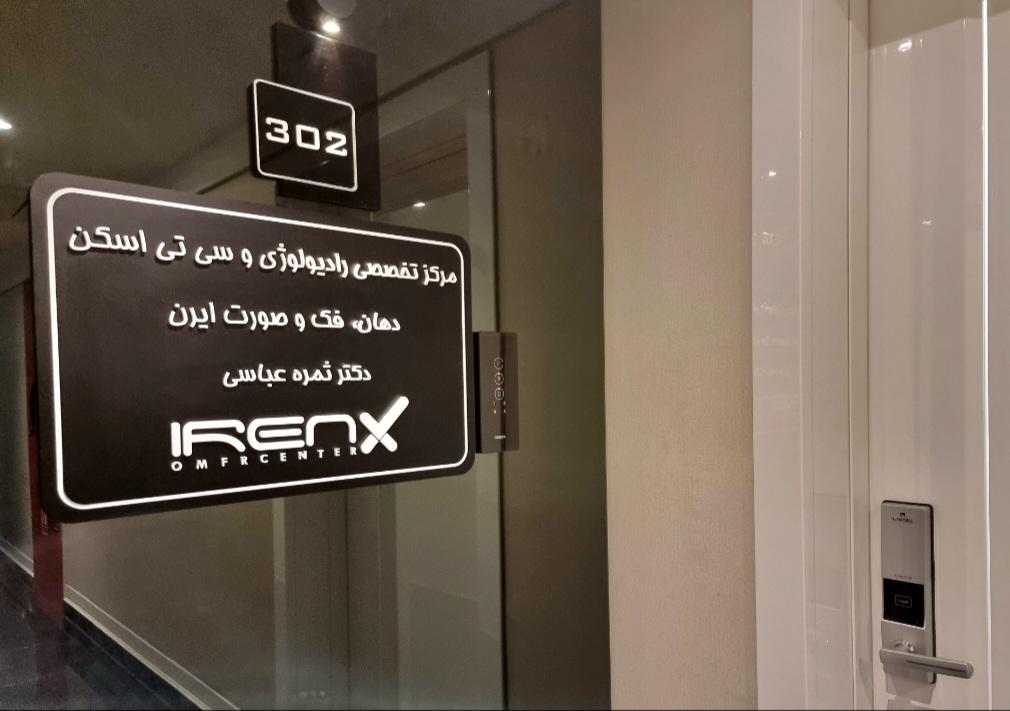 302
مرکز تخصصی رادیولوژی و سی تی اسکن
دهان، فک و صورت ایرن
دکتر ثمره عباسی
IRENX
OMFRCENTER